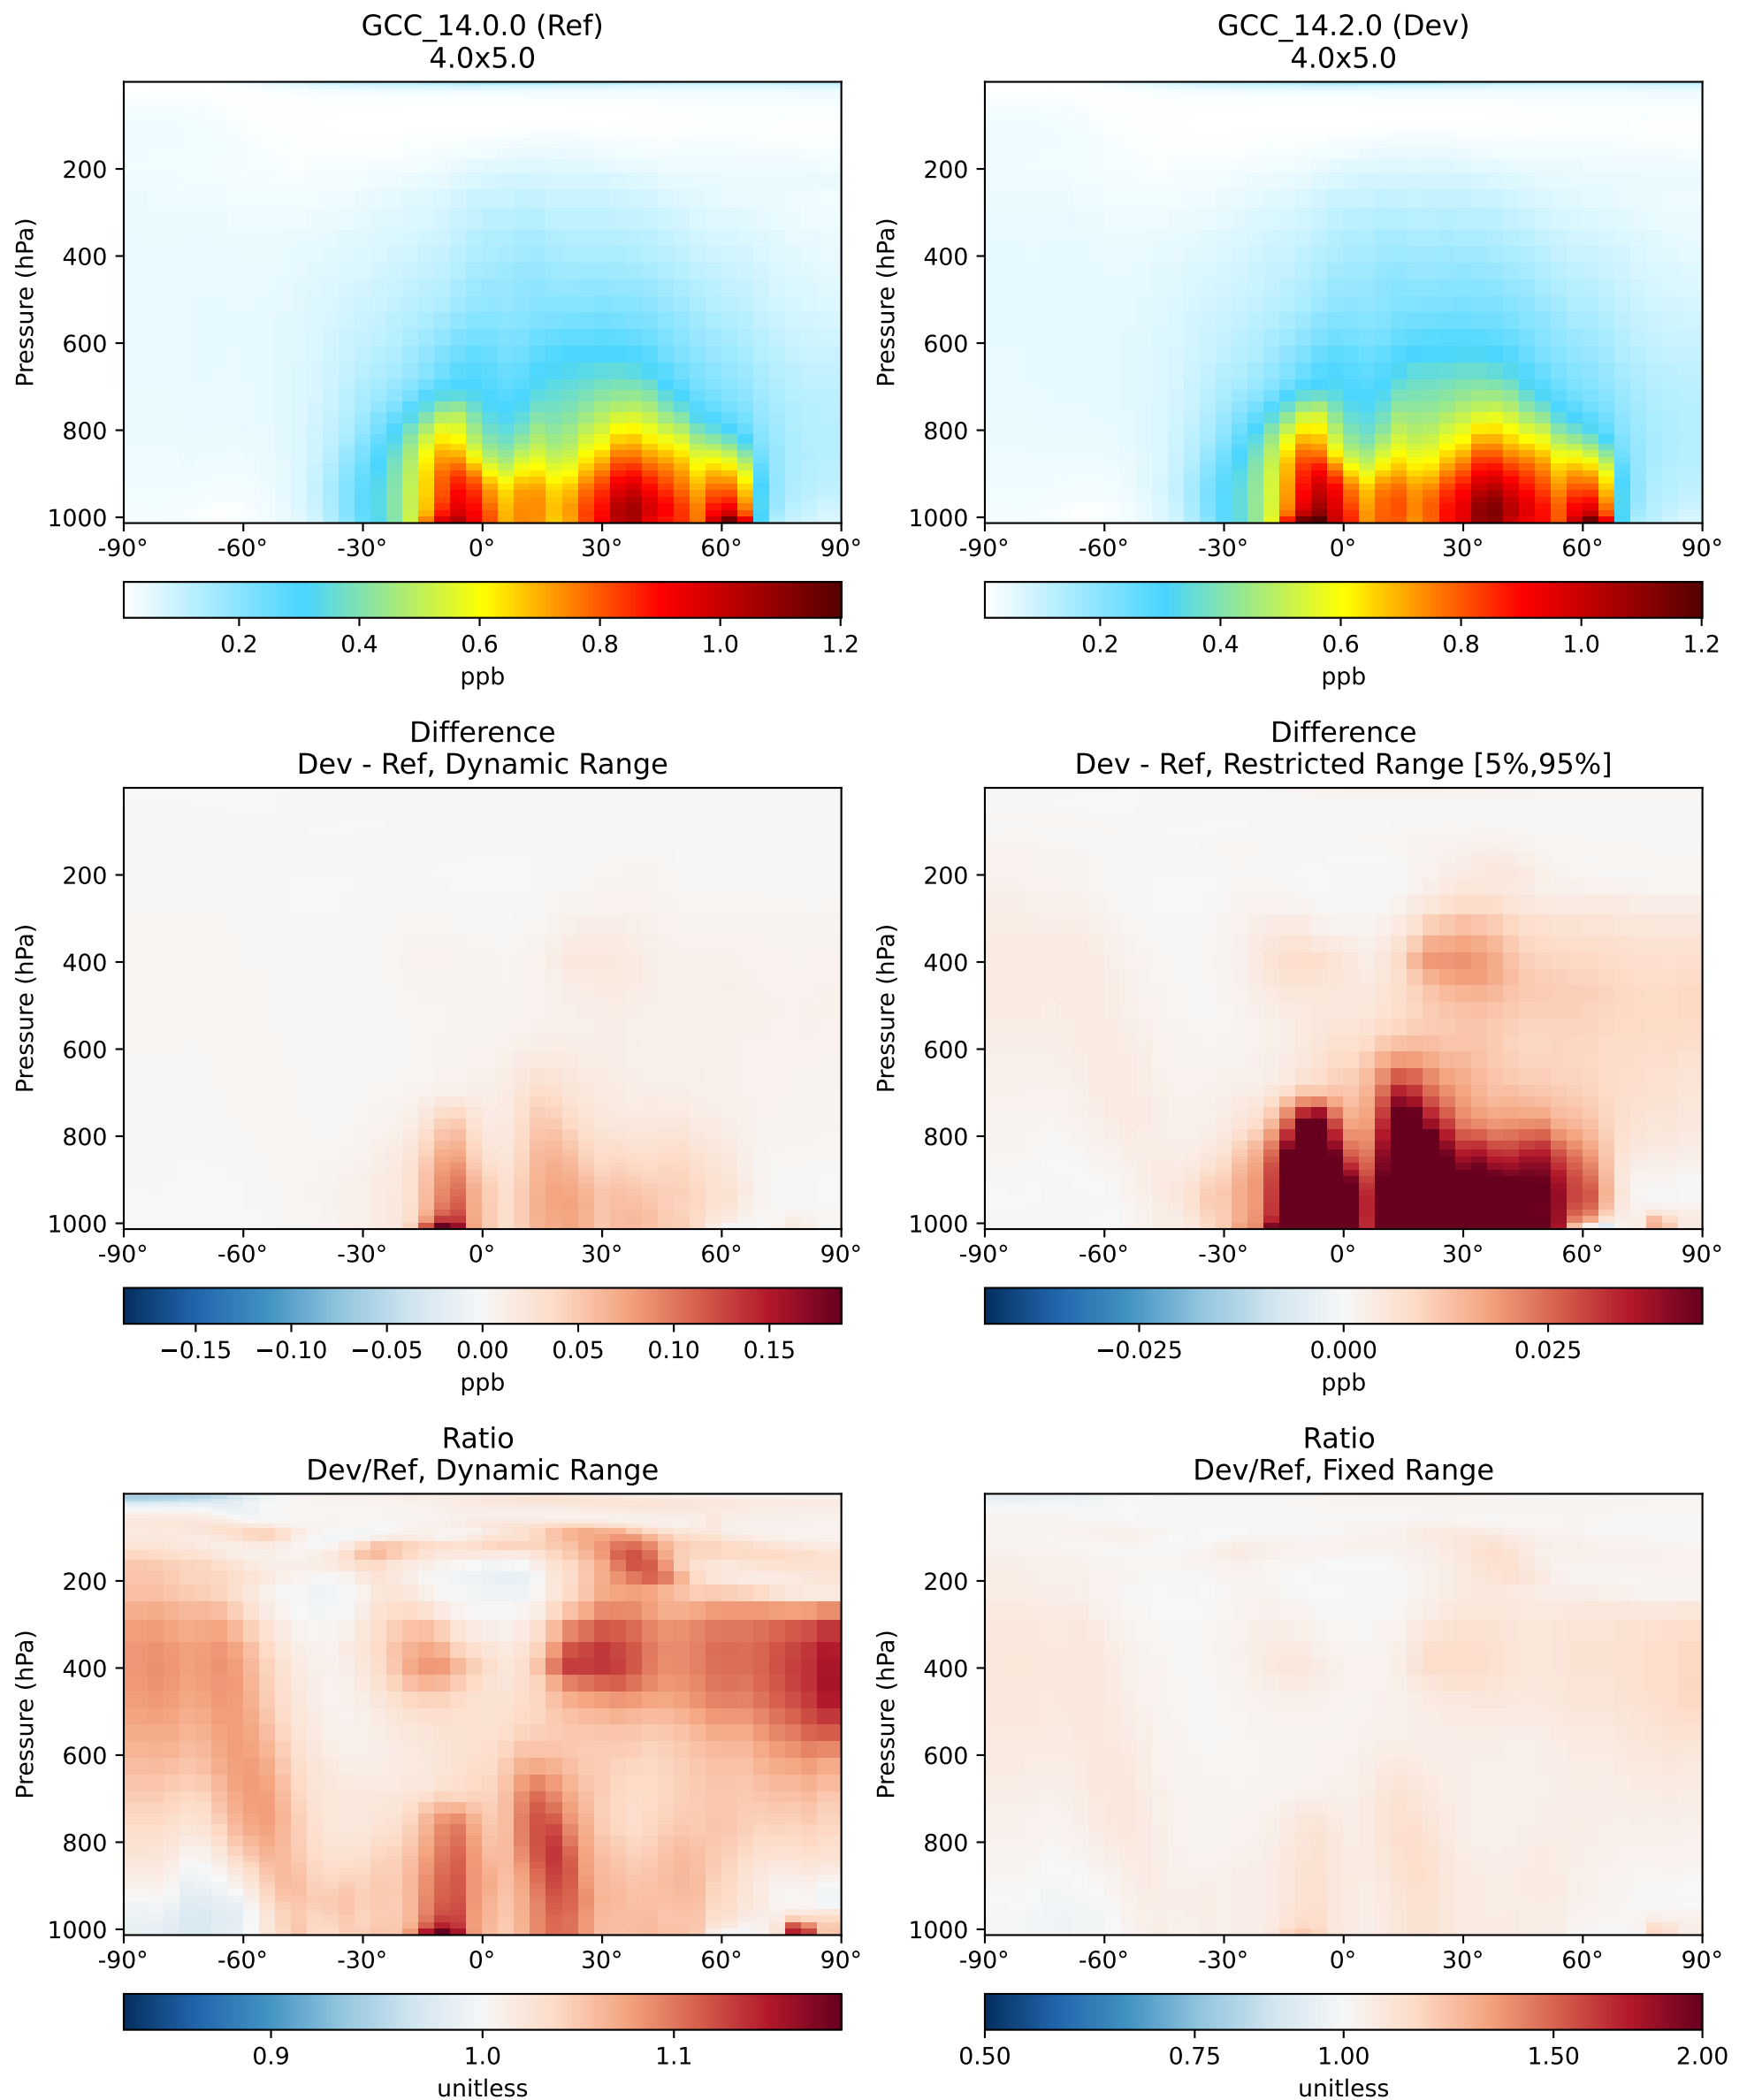 GCC_14.0.0 (Ref)
4.0x5.0
Pressure (hPa)
200
400
600
800
1000
-90° -60° -30° 0° 30° 60° 90°
0.2 0.4 0.6 0.8 1.0 1.2
ppb
GCC_14.2.0 (Dev)
4.0x5.0
Pressure (hPa)
200
400
600
800
1000
-90° -60° -30° 0° 30° 60° 90°
0.2 0.4 0.6 0.8 1.0 1.2
ppb
Difference
Dev - Ref, Dynamic Range
Pressure (hPa)
200
400
600
800
1000
-90° -60° -30° 0° 30° 60° 90°
−0.15 −0.10 −0.05 0.00 0.05 0.10 0.15
ppb
Difference
Dev - Ref, Restricted Range [5%,95%]
Pressure (hPa)
200
400
600
800
1000
-90° -60° -30° 0° 30° 60° 90°
−0.025 0.000 0.025
ppb
Ratio
Dev/Ref, Dynamic Range
Pressure (hPa)
200
400
600
800
1000
-90° -60° -30° 0° 30° 60° 90°
0.9 1.0 1.1
unitless
Ratio
Dev/Ref, Fixed Range
Pressure (hPa)
200
400
600
800
1000
-90° -60° -30° 0° 30° 60° 90°
0.50 0.75 1.00 1.50 2.00
unitless